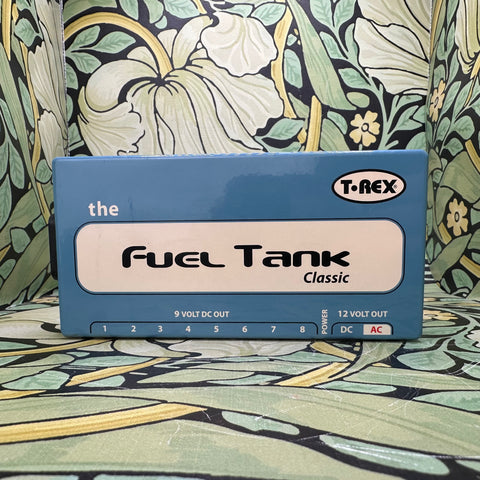 T·REX®
the
Fuel Tank
Classic
9 VOLT DC OUT
POWER
12 VOLT OUT
1 2 3 4 5 6 7 8 DC AC